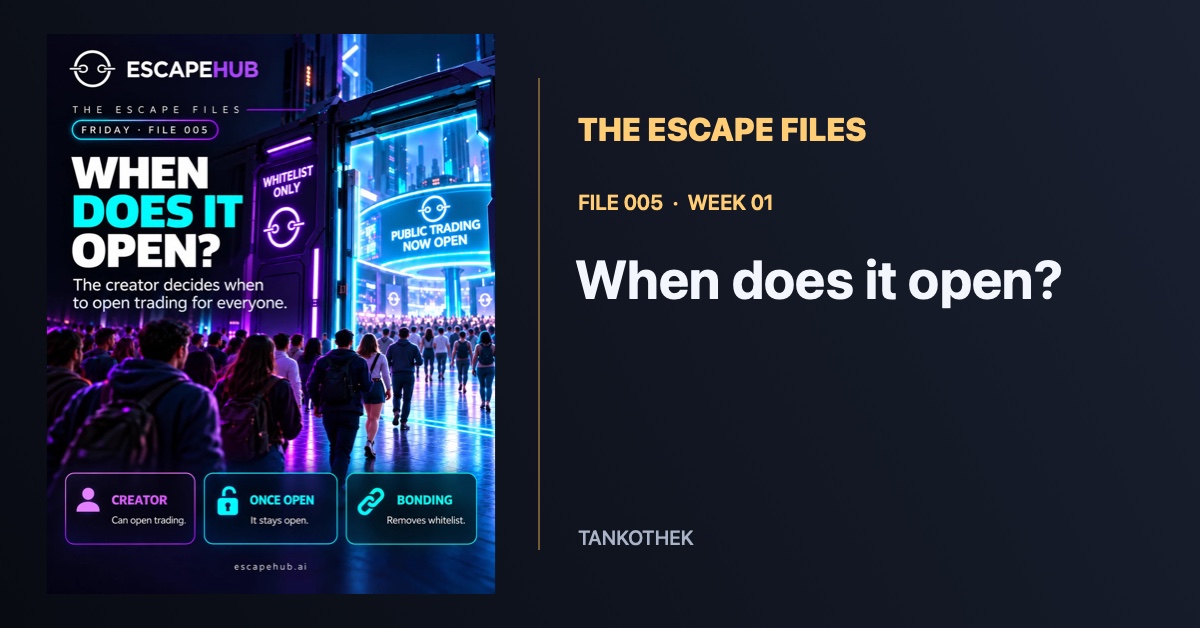 ESCAPEHUB
THE ESCAPE FILES
FRIDAY · FILE 005
WHEN
DOES IT
OPEN?
The creator decides when
to open trading for everyone.
WHITELIST
ONLY
PUBLIC TRADING
NOW OPEN
CREATOR
Can open trading.
ONCE OPEN
It stays open.
BONDING
Removes whitelist.
escapehub.ai
THE ESCAPE FILES
FILE 005 · WEEK 01
When does it open?
TANKOTHEK